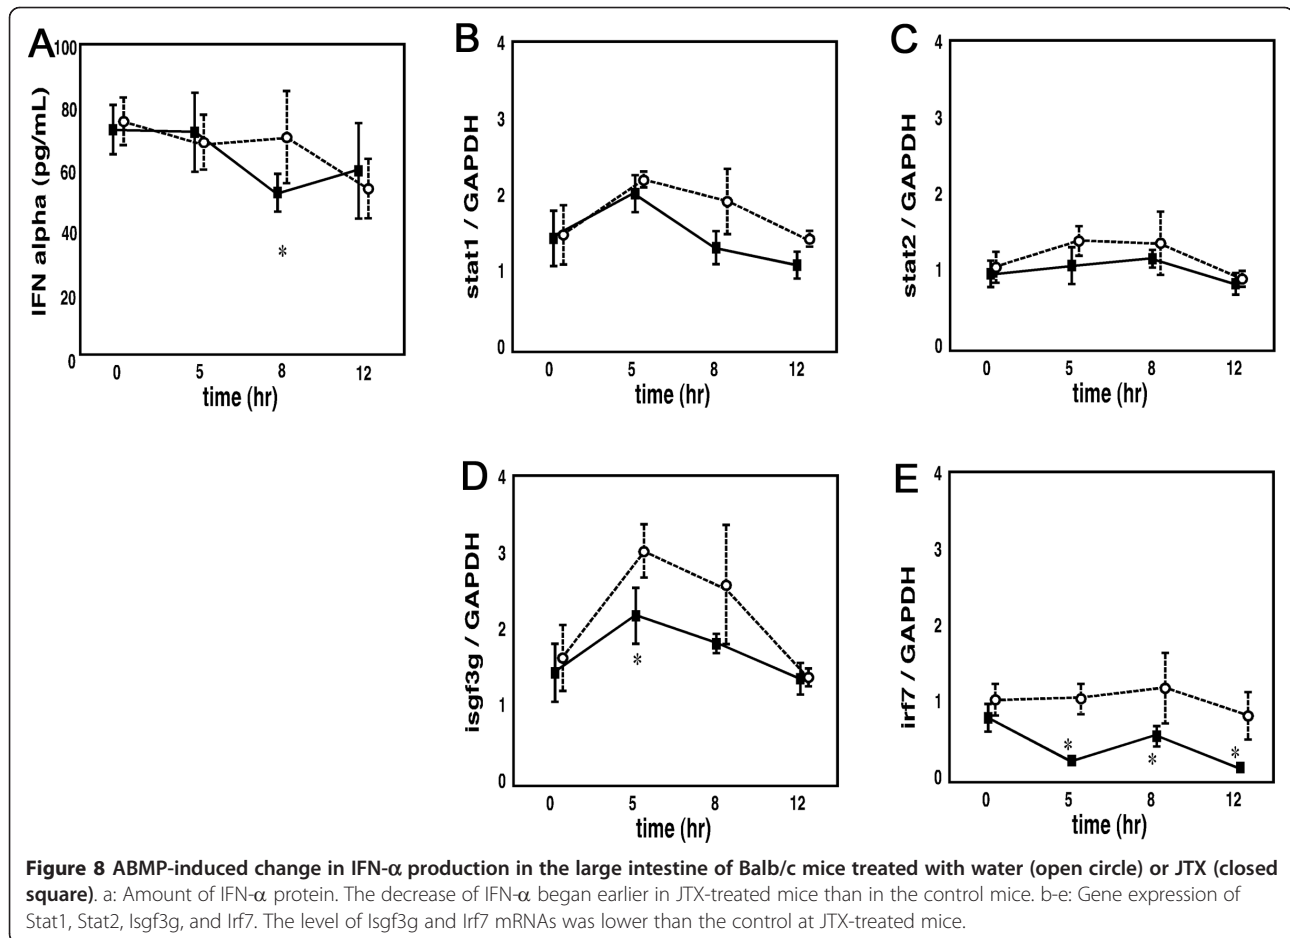 A
100
80
60
40
20
0
IFN alpha (pg/mL)
0 5 8 12
time (hr)
*
B
4
3
2
1
0
stat1 / GAPDH
0 5 8 12
time (hr)
C
4
3
2
1
0
stat2 / GAPDH
0 5 8 12
time (hr)
D
4
3
2
1
0
isgf3g / GAPDH
*
0 5 8 12
time (hr)
E
4
3
2
1
0
irf7 / GAPDH
* * *
0 5 8 12
time (hr)
Figure 8 ABMP-induced change in IFN-α production in the large intestine of Balb/c mice treated with water (open circle) or JTX (closed
square). a: Amount of IFN-α protein. The decrease of IFN-α began earlier in JTX-treated mice than in the control mice. b-e: Gene expression of
Stat1, Stat2, Isgf3g, and Irf7. The level of Isgf3g and Irf7 mRNAs was lower than the control at JTX-treated mice.